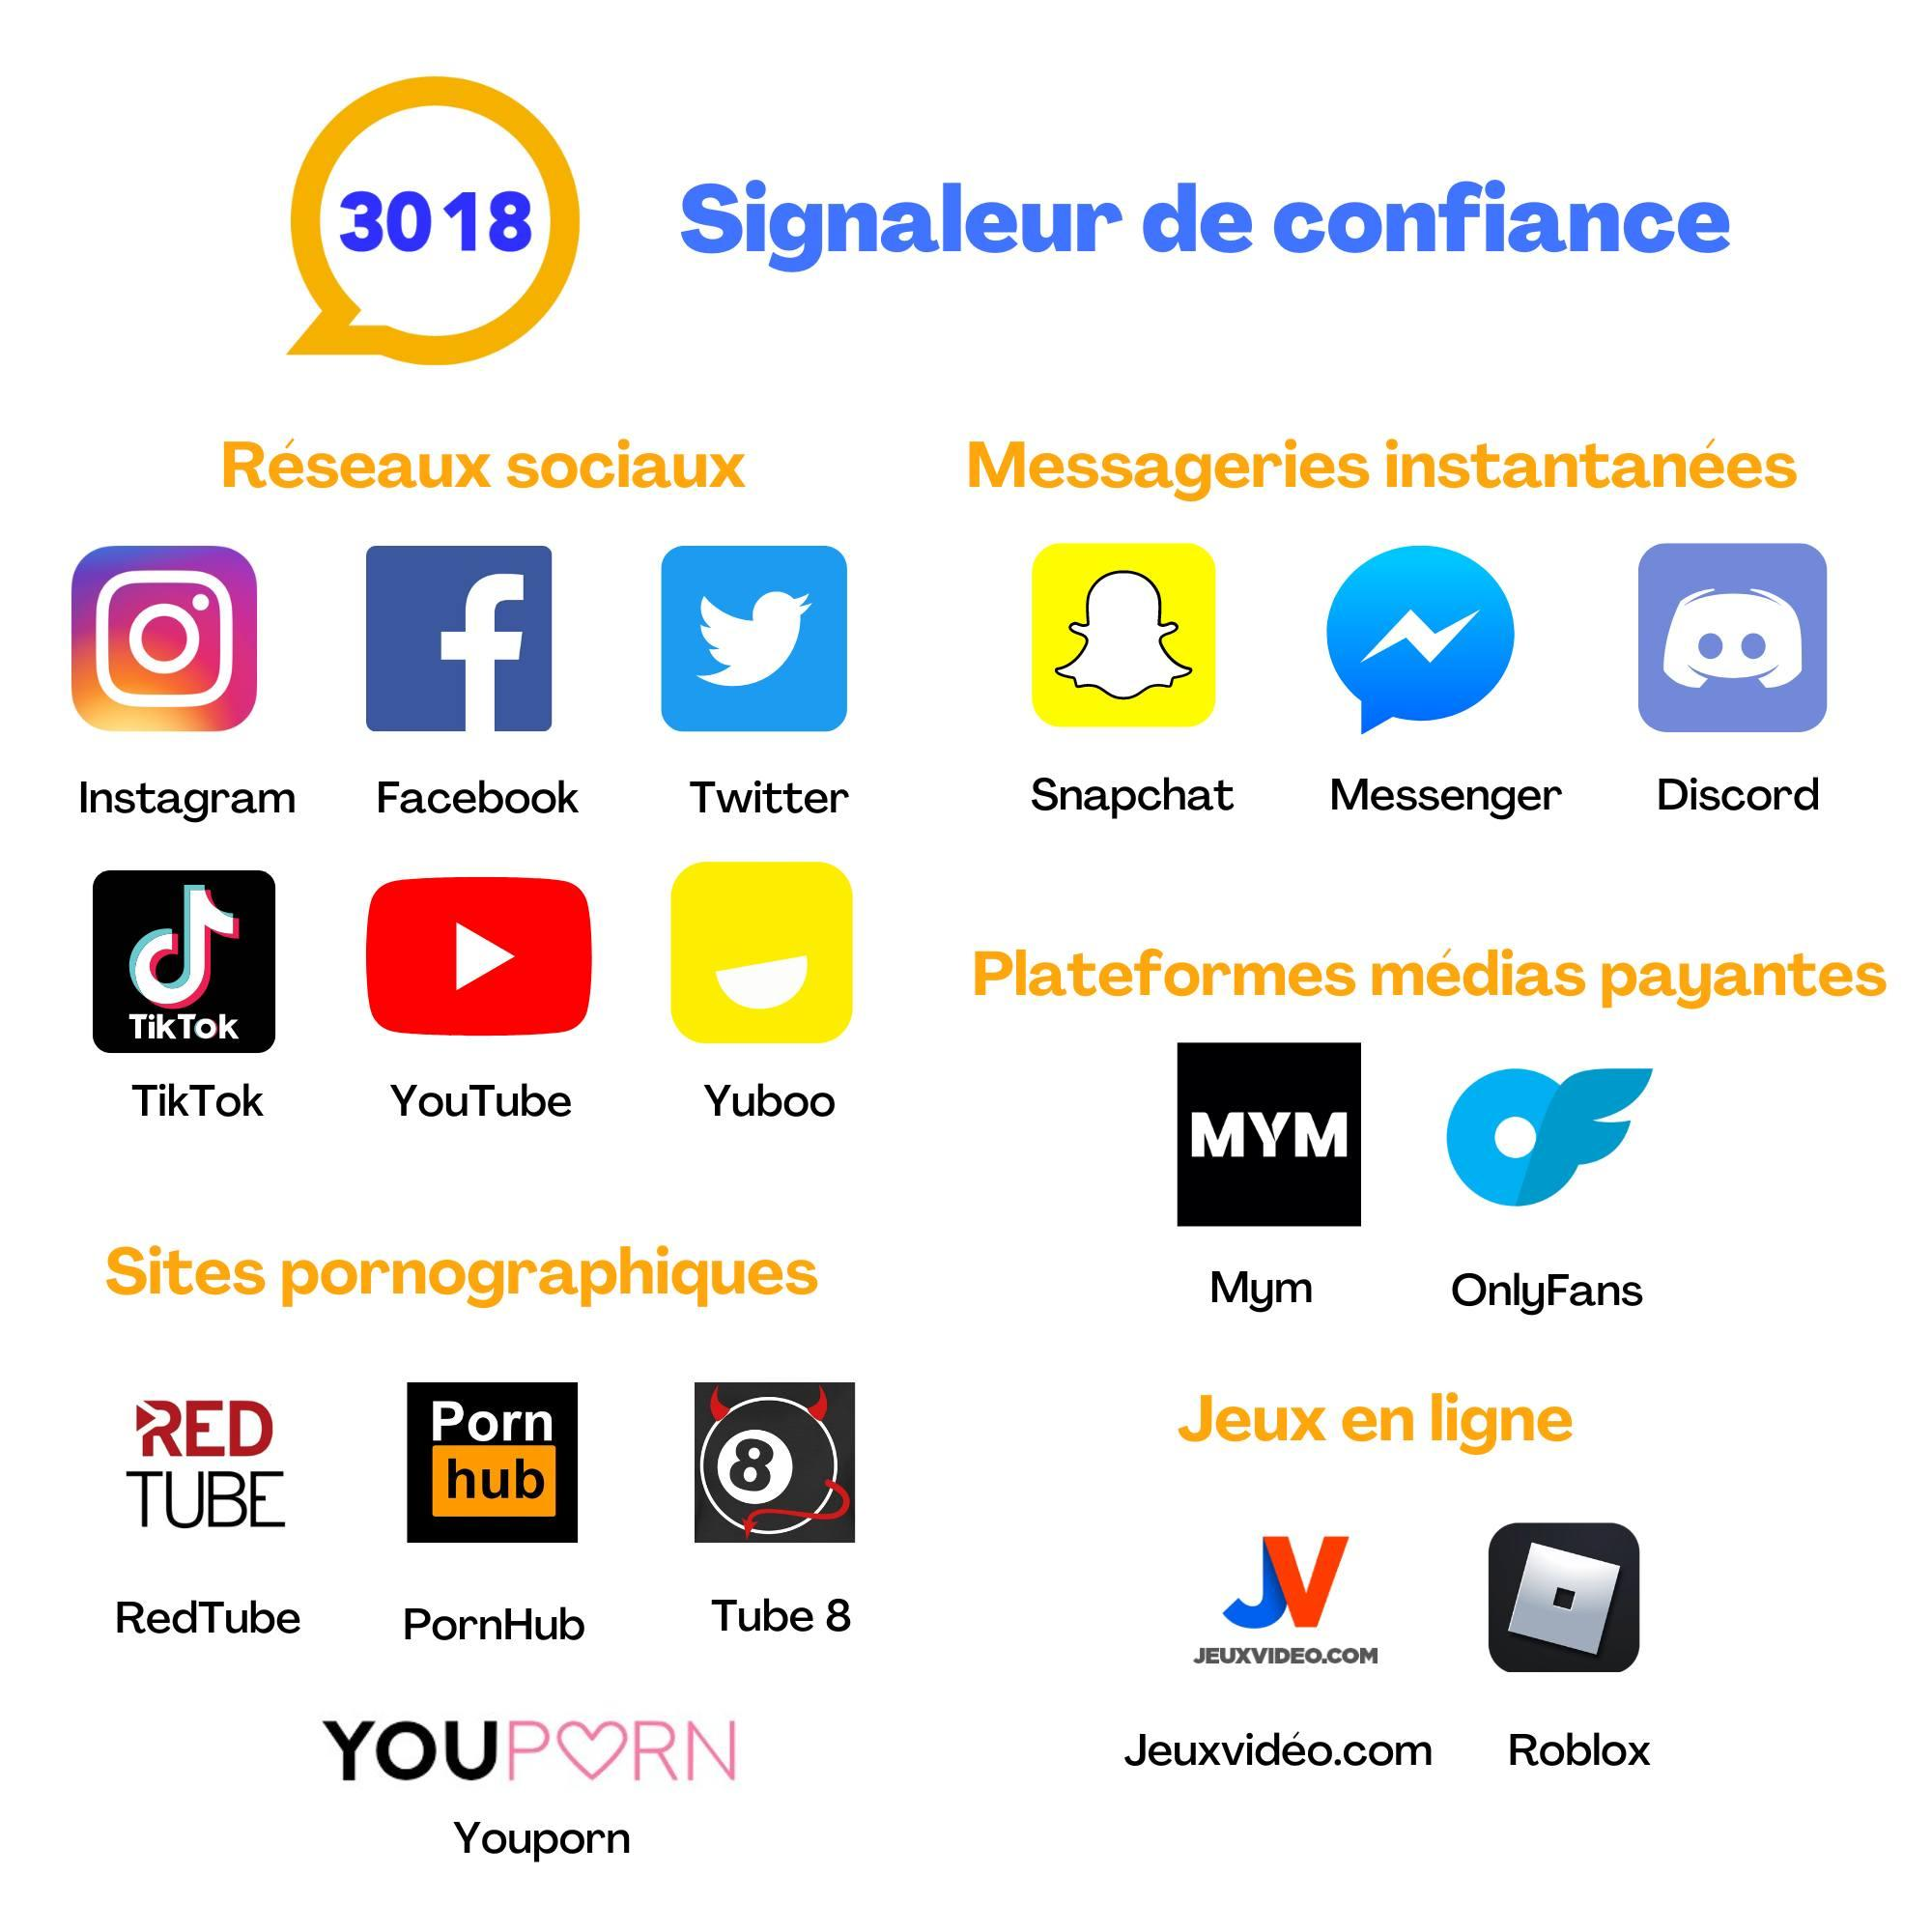 3018
Signaleur de confiance
Réseaux sociaux
Instagram
Facebook
Twitter
TikTok
TikTok
YouTube
Yuboo
Messageries instantanées
Snapchat
Messenger
Discord
Plateformes médias payantes
MYM
Mym
OnlyFans
Sites pornographiques
RED
TUBE
RedTube
Porn
hub
PornHub
8
Tube 8
YOUPORN
Youporn
Jeux en ligne
JV
JEUXVIDEO.COM
Jeuxvidéo.com
Roblox